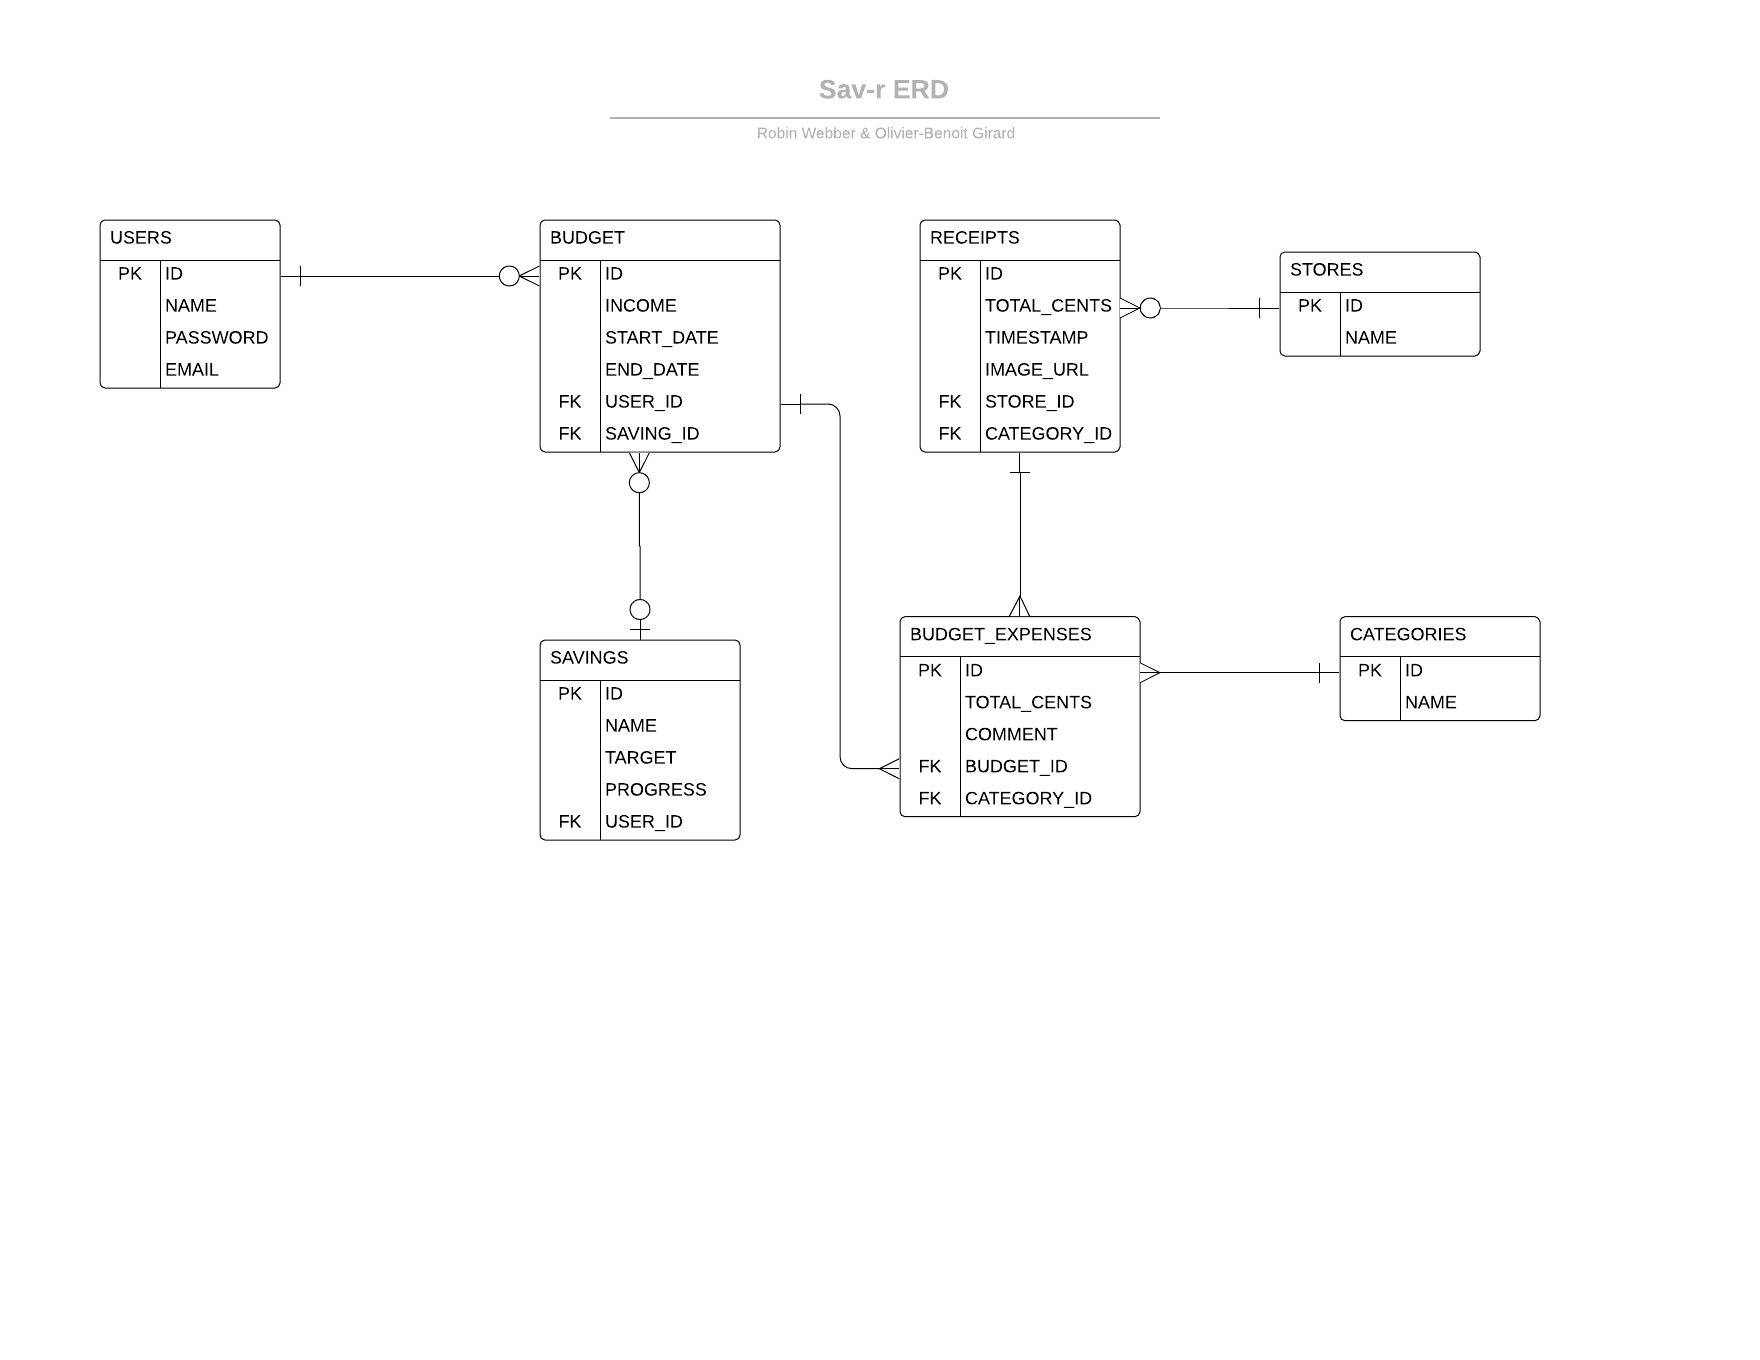 Sav-r ERD
Robin Webber & Olivier-Benoit Girard
USERS
PK ID
NAME
PASSWORD
EMAIL
BUDGET
PK ID
INCOME
START_DATE
END_DATE
FK USER_ID
FK SAVING_ID
RECEIPTS
PK ID
TOTAL_CENTS
TIMESTAMP
IMAGE_URL
FK STORE_ID
FK CATEGORY_ID
STORES
PK ID
NAME
SAVINGS
PK ID
NAME
TARGET
PROGRESS
FK USER_ID
BUDGET_EXPENSES
PK ID
TOTAL_CENTS
COMMENT
FK BUDGET_ID
FK CATEGORY_ID
CATEGORIES
PK ID
NAME